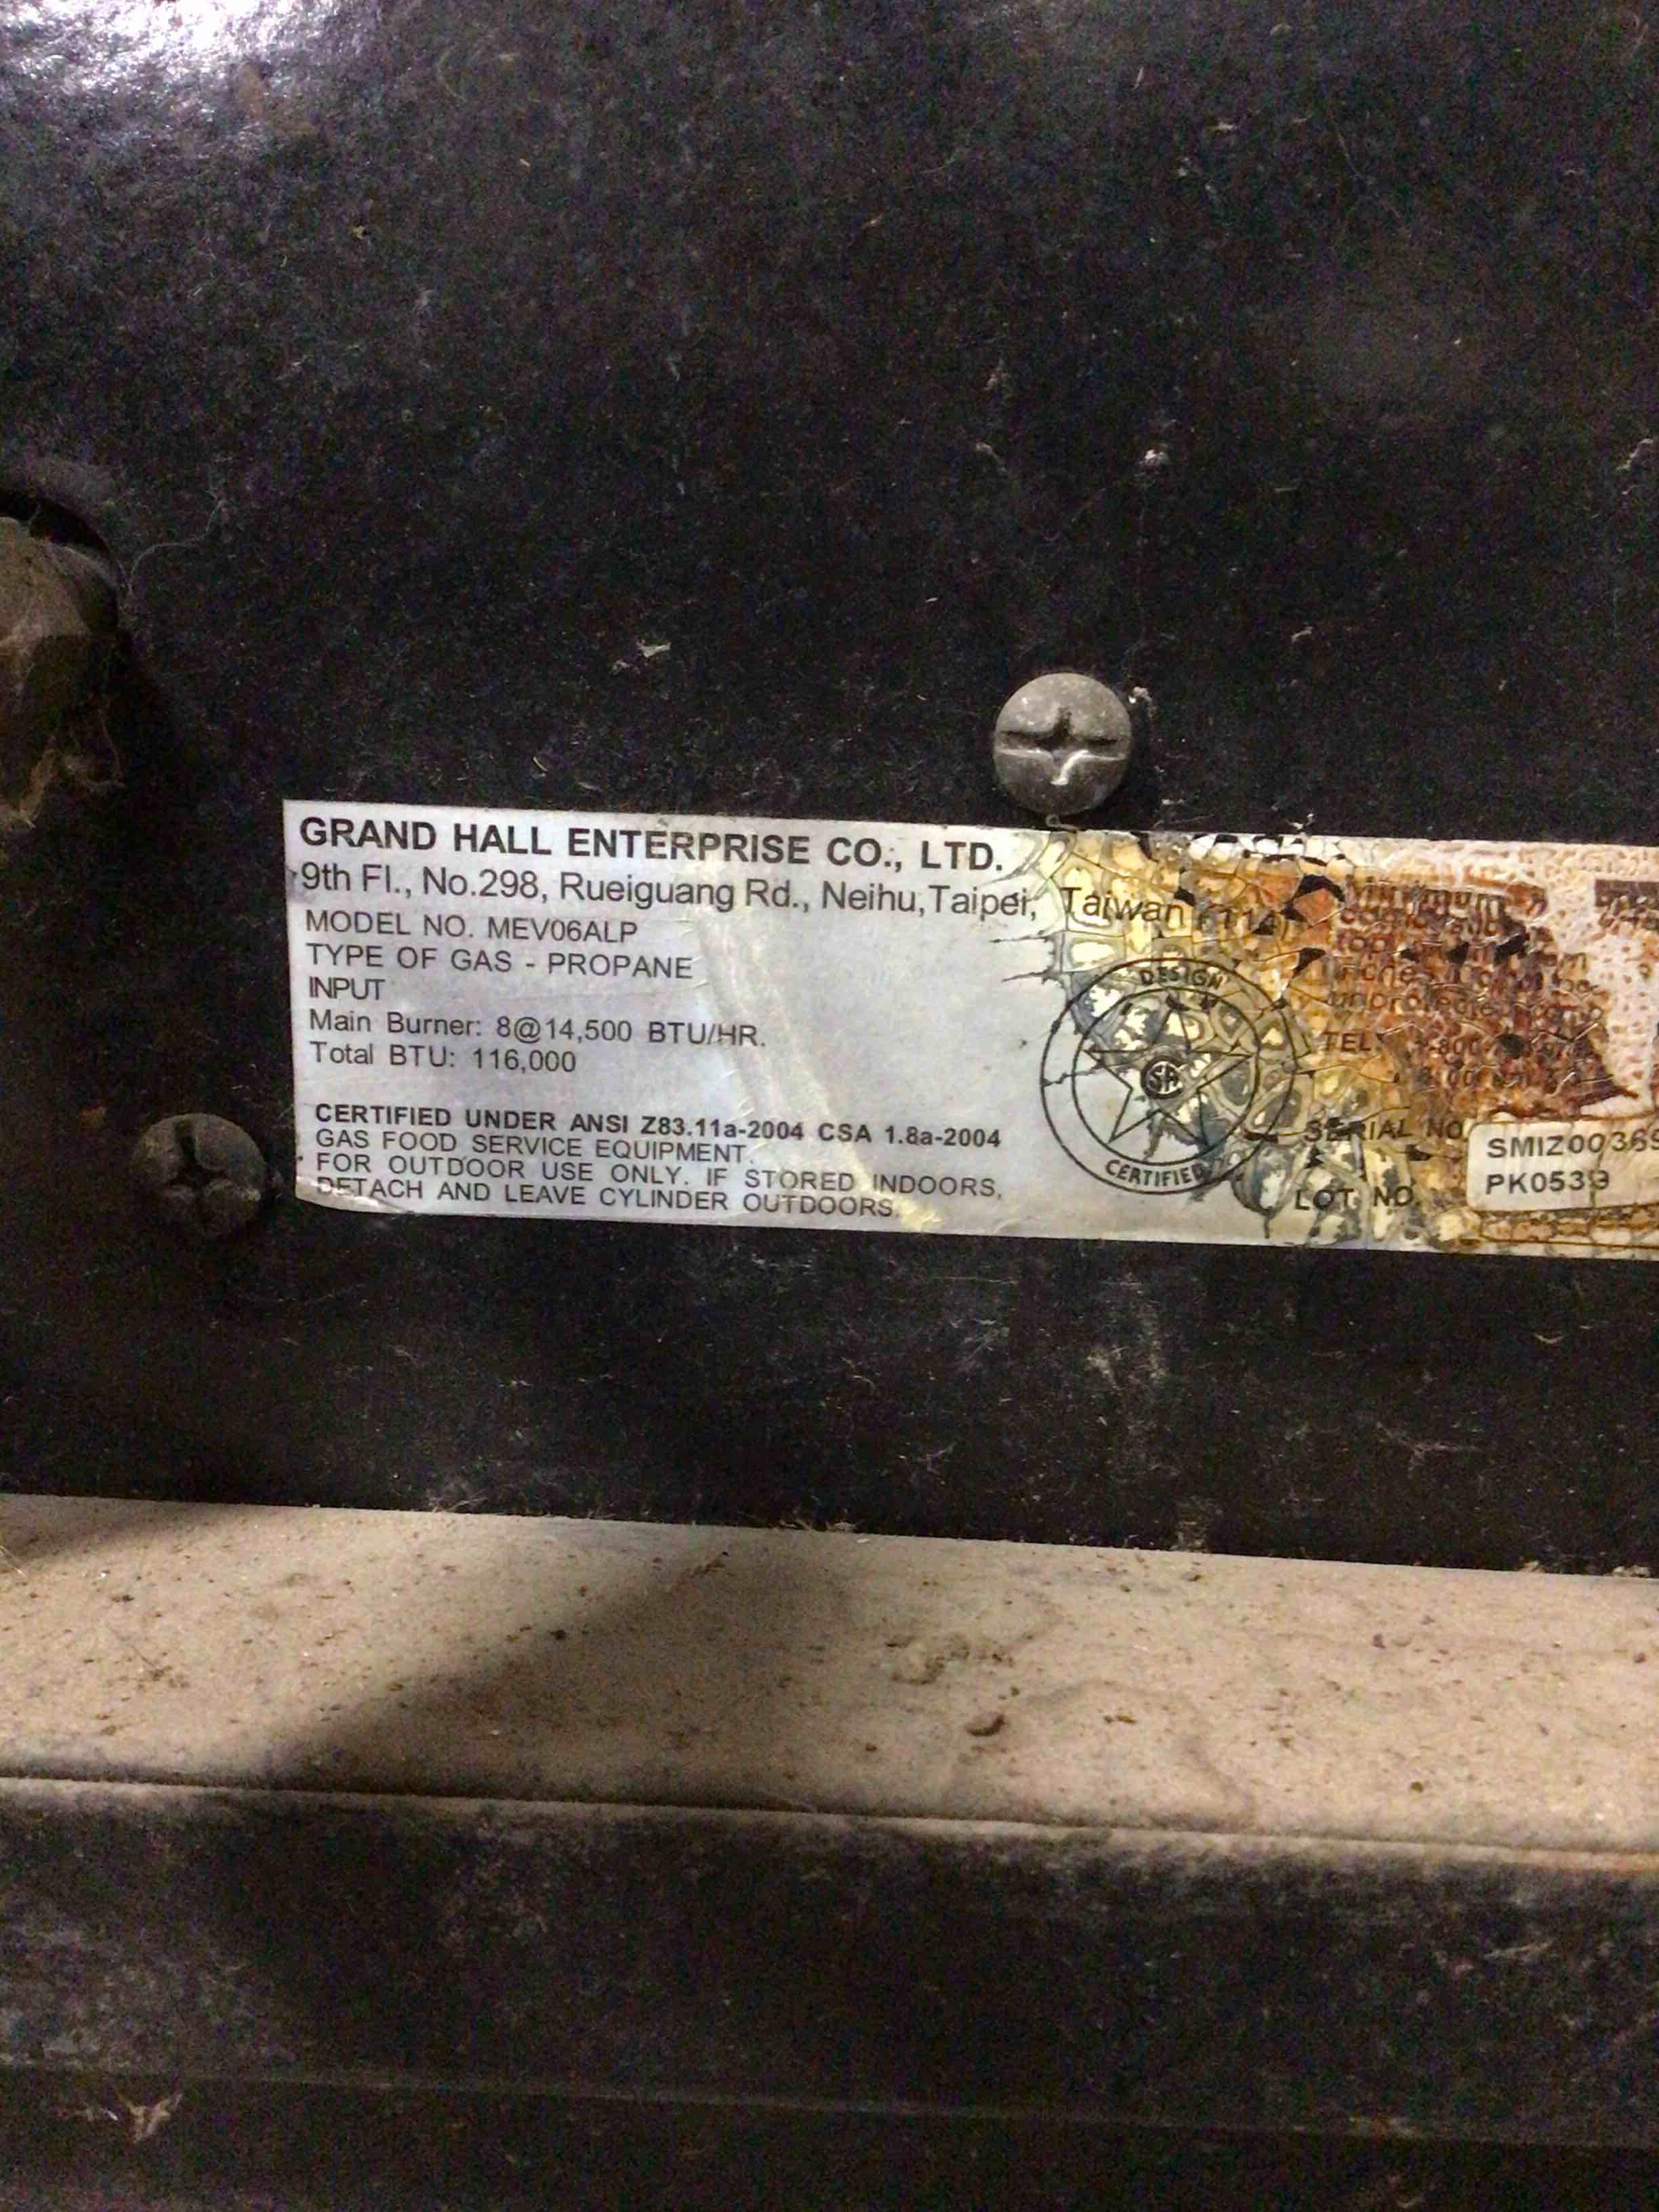 GRAND HALL ENTERPRISE CO., LTD.
9th Fl., No.298, Rueiguang Rd., Neihu,Taipei, Taiwan
MODEL NO. MEV06ALP
TYPE OF GAS - PROPANE
INPUT
Main Burner: 8@14,500 BTU/HR.
Total BTU: 116,000
CERTIFIED UNDER ANSI Z83.11a-2004 CSA 1.8a-2004
GAS FOOD SERVICE EQUIPMENT.
FOR OUTDOOR USE ONLY. IF STORED INDOORS,
DETACH AND LEAVE CYLINDER OUTDOORS.
DESIGN
CERTIFIED
Minimum
TEL
SERIAL NO. SMIZ00369
LOT NO. PK0539